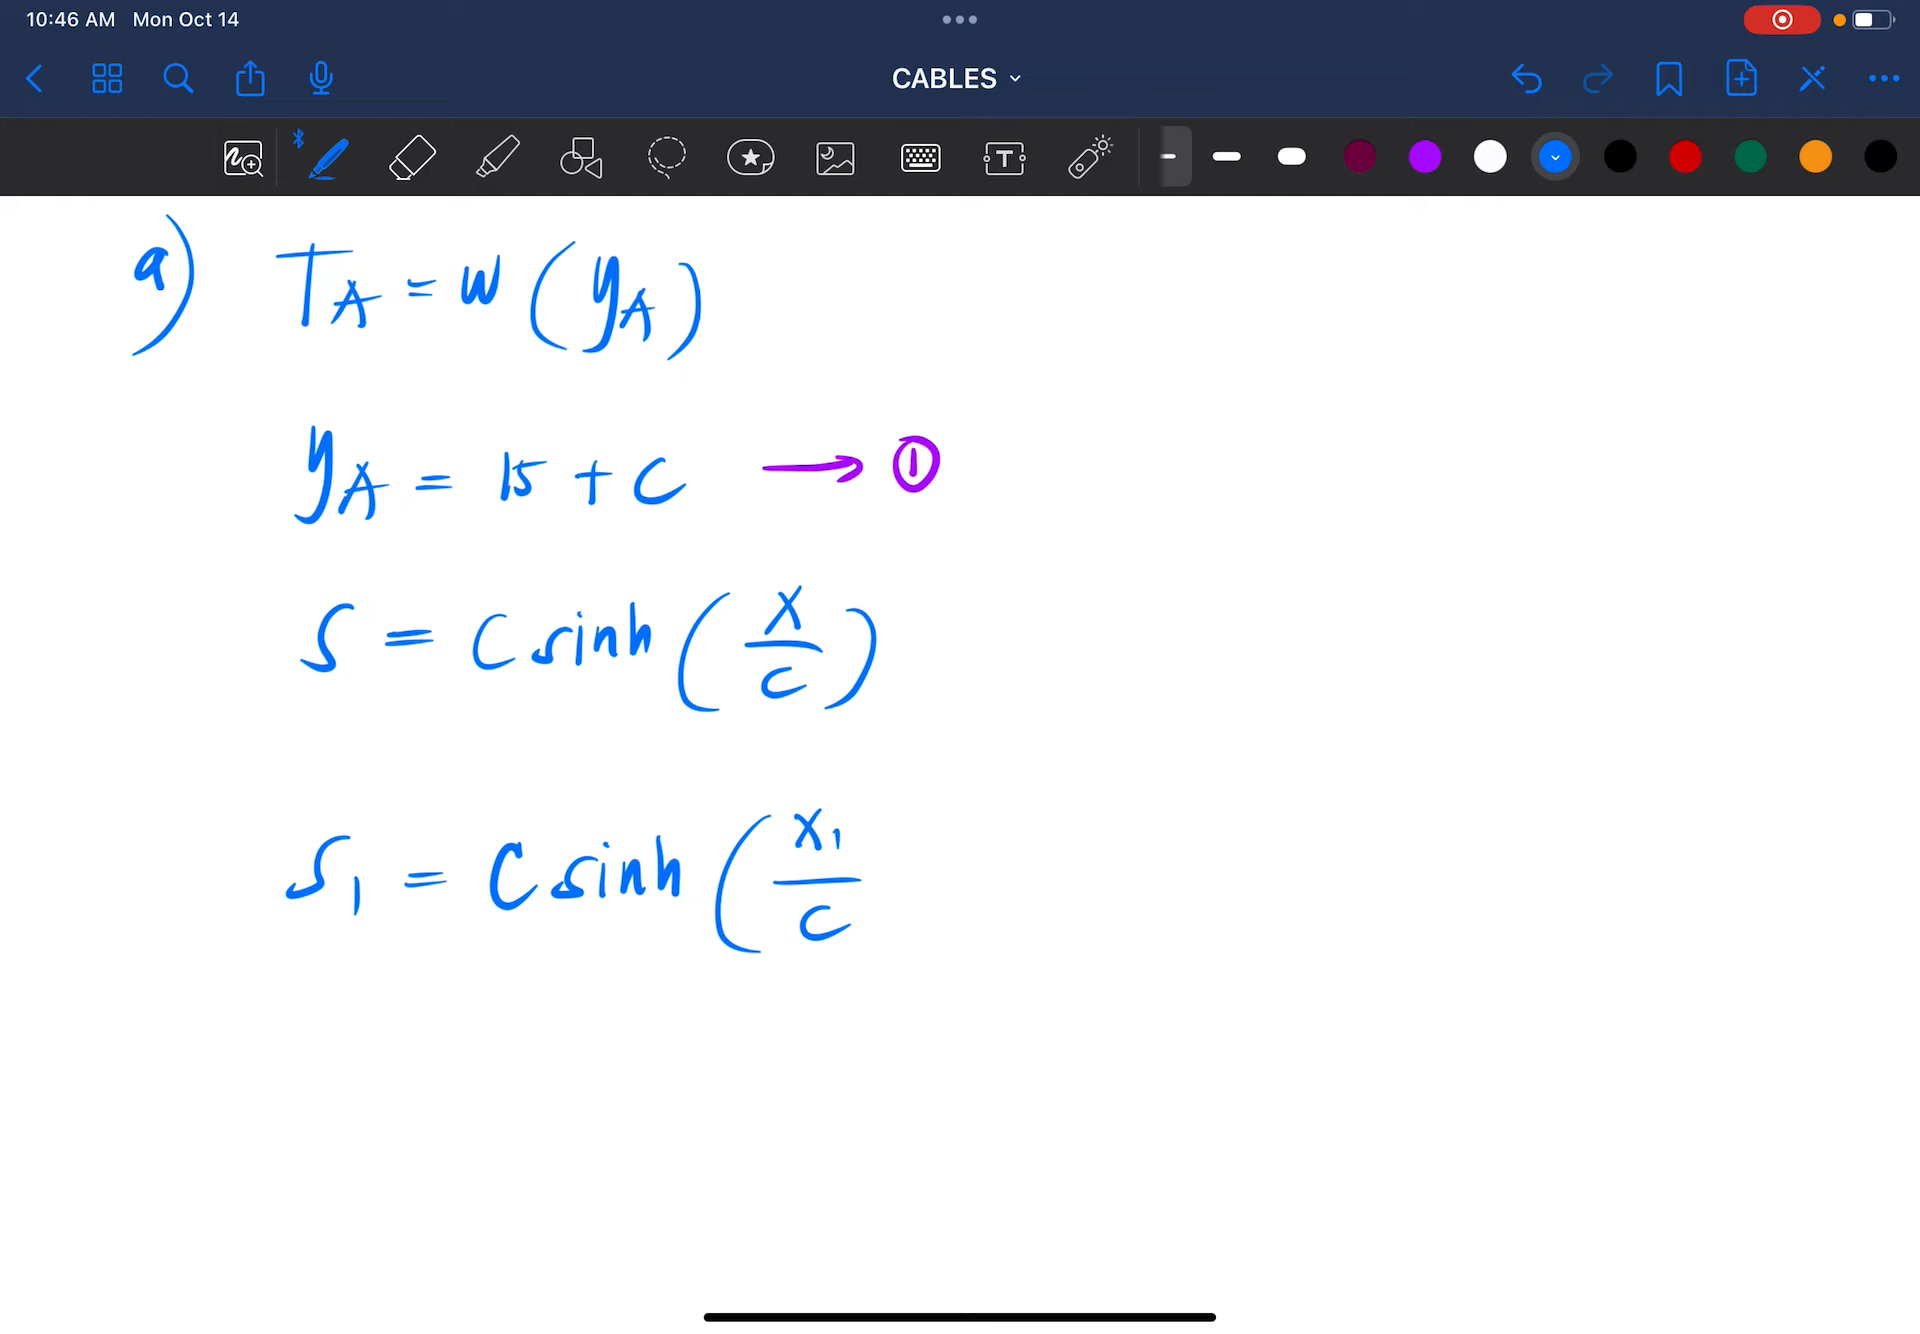 10:46 AM Mon Oct 14
CABLES
T
a) T_A = w (y_A)
y_A = 15 + c → ①
S = c sinh (x/c)
S_1 = c sinh (x_1/c